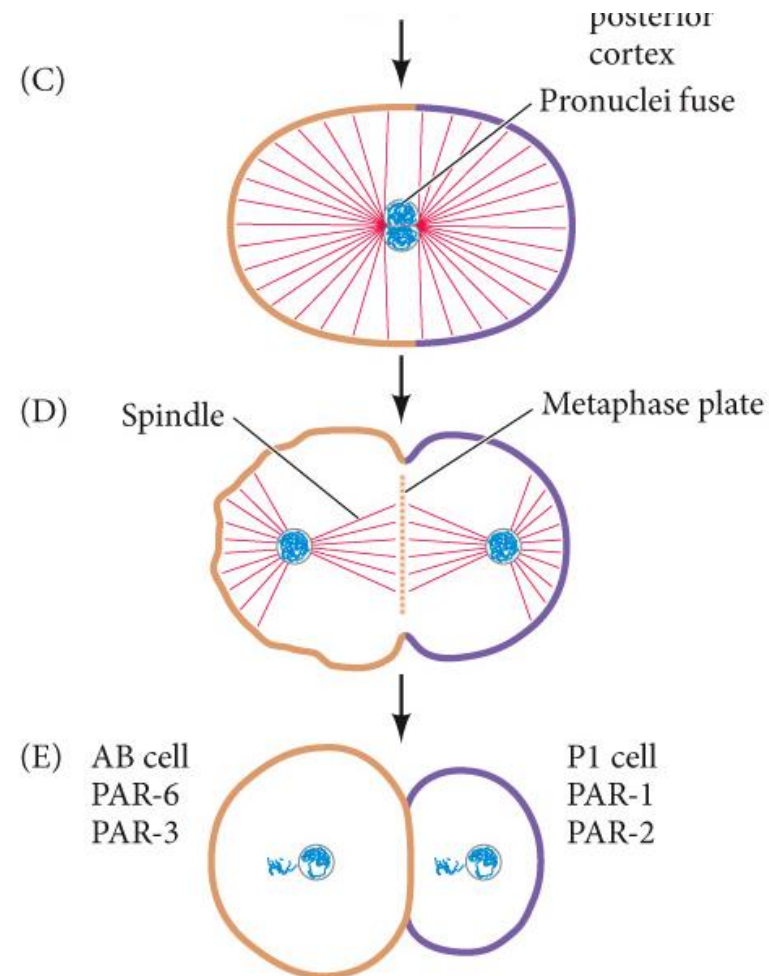 posterior
cortex
(C)
Pronuclei fuse
(D)
Spindle
Metaphase plate
(E)
AB cell
PAR-6
PAR-3
P1 cell
PAR-1
PAR-2